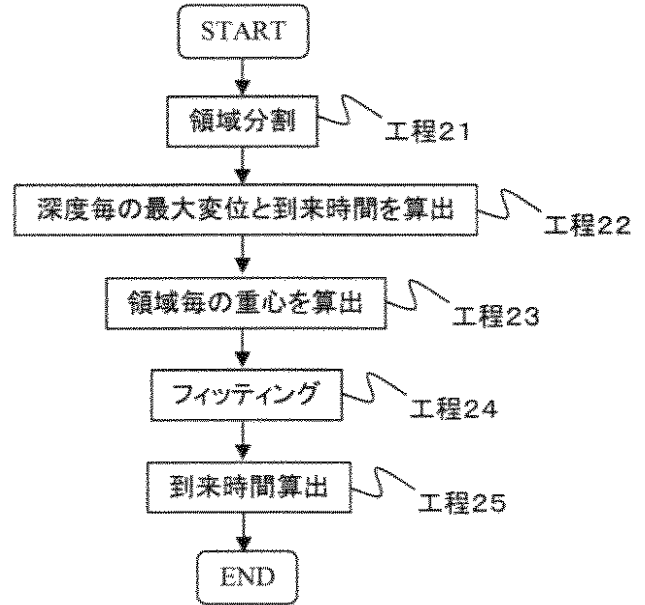 START
領域分割
工程21
深度毎の最大変位と到来時間を算出
工程22
領域毎の重心を算出
工程23
フィッティング
工程24
到来時間算出
工程25
END